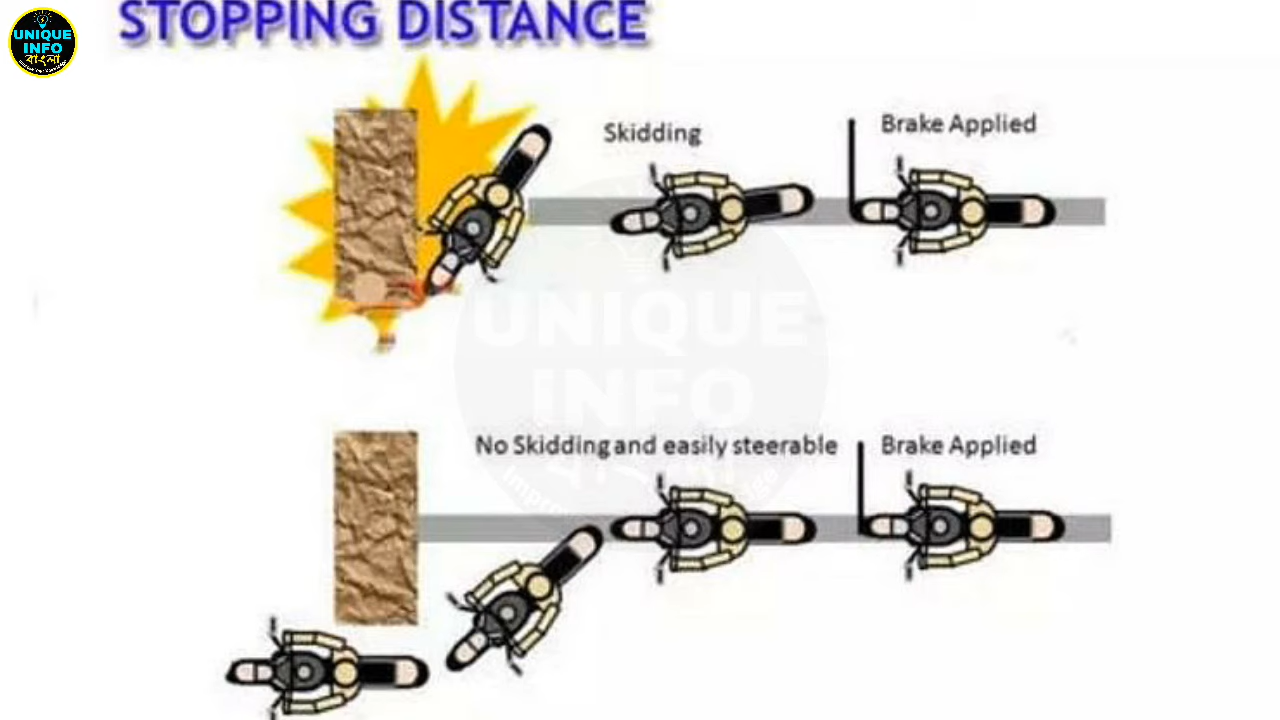 STOPPING DISTANCE
UNIQUE
INFO
বাংলা
Skidding
Brake Applied
UNIQUE
INFO
No Skidding and easily steerable
Brake Applied